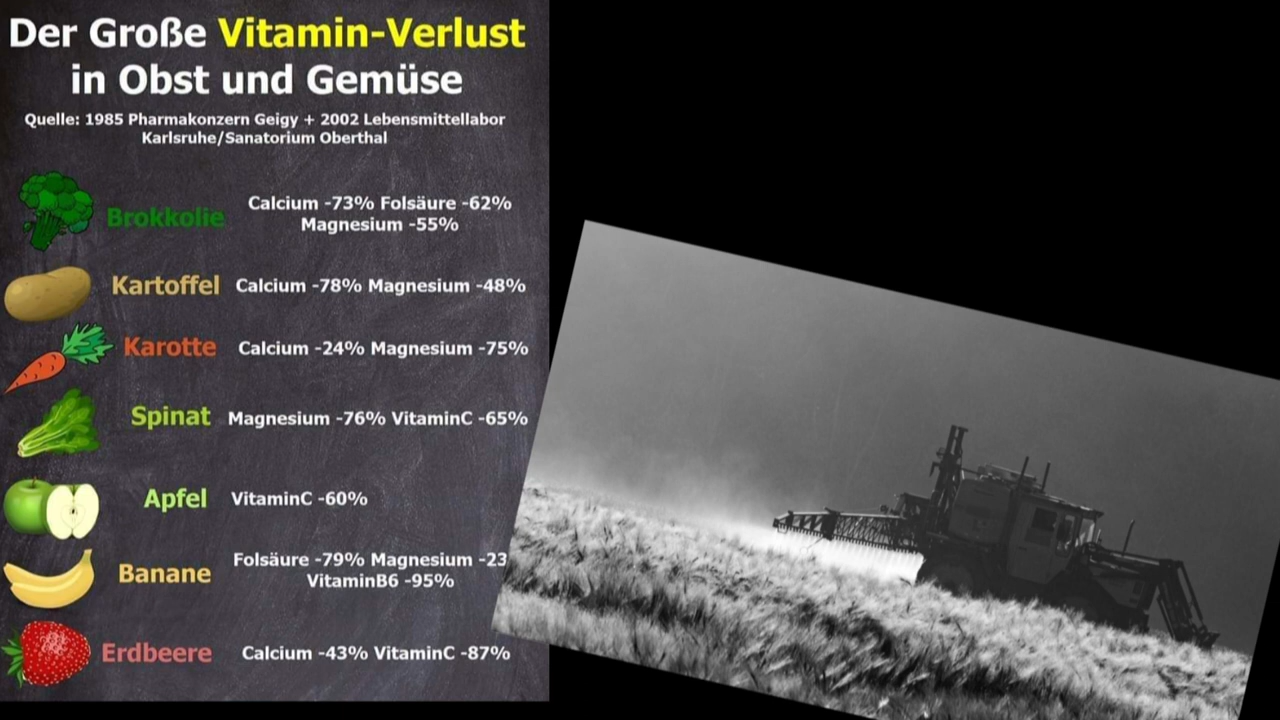 Der Große Vitamin-Verlust
in Obst und Gemüse
Quelle: 1985 Pharmakonzern Geigy + 2002 Lebensmittellabor
Karlsruhe/Sanatorium Oberthal
Brokkolie
Calcium -73% Folsäure -62%
Magnesium -55%
Kartoffel
Calcium -78% Magnesium -48%
Karotte
Calcium -24% Magnesium -75%
Spinat
Magnesium -76% VitaminC -65%
Apfel
VitaminC -60%
Banane
Folsäure -79% Magnesium -23
VitaminB6 -95%
Erdbeere
Calcium -43% VitaminC -87%